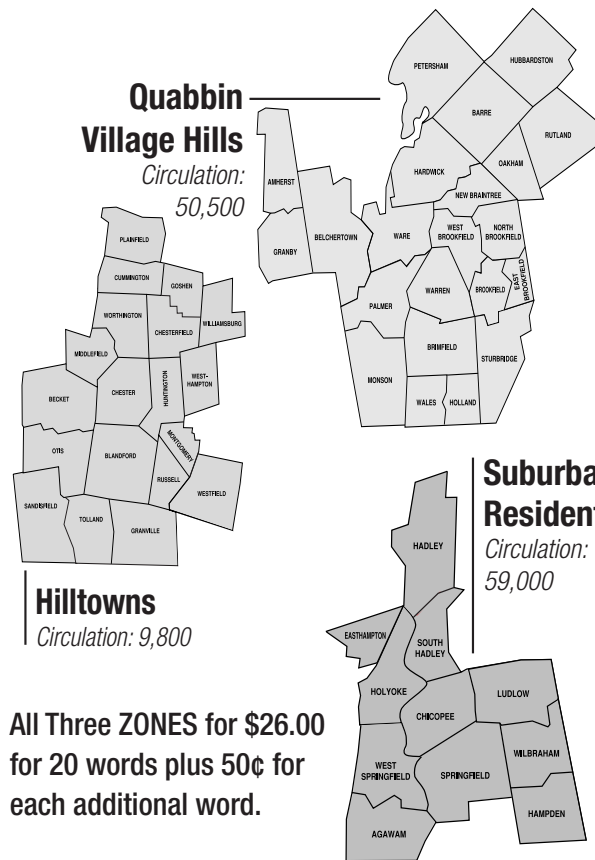 Quabbin
Village Hills
Circulation:
50,500
PETERSHAM
HUBBARDSTON
BARRE
RUTLAND
OAKHAM
HARDWICK
NEW BRAINTREE
AMHERST
BELCHERTOWN
GRANBY
WARE
WEST
BROOKFIELD
NORTH
BROOKFIELD
EAST
BROOKFIELD
BROOKFIELD
WARREN
PALMER
BRIMFIELD
STURBRIDGE
MONSON
WALES
HOLLAND
PLAINFIELD
CUMMINGTON
GOSHEN
WORTHINGTON
CHESTERFIELD
WILLIAMSBURG
MIDDLEFIELD
WEST-
HAMPTON
HUNTINGTON
CHESTER
BECKET
MONTGOMERY
OTIS
BLANDFORD
RUSSELL
WESTFIELD
SANDISFIELD
TOLLAND
GRANVILLE
Hilltowns
Circulation: 9,800
Suburba
Resident
Circulation:
59,000
HADLEY
EASTHAMPTON
SOUTH
HADLEY
HOLYOKE
LUDLOW
CHICOPEE
WILBRAHAM
WEST
SPRINGFIELD
SPRINGFIELD
HAMPDEN
AGAWAM
All Three ZONES for $26.00
for 20 words plus 50¢ for
each additional word.